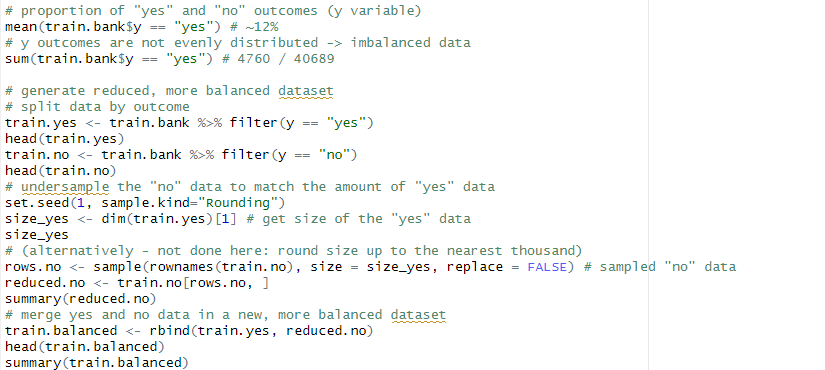 # proportion of "yes" and "no" outcomes (y variable)
mean(train.bank$y == "yes") # ~12%
# y outcomes are not evenly distributed -> imbalanced data
sum(train.bank$y == "yes") # 4760 / 40689
# generate reduced, more balanced dataset
# split data by outcome
train.yes <- train.bank %>% filter(y == "yes")
head(train.yes)
train.no <- train.bank %>% filter(y == "no")
head(train.no)
# undersample the "no" data to match the amount of "yes" data
set.seed(1, sample.kind="Rounding")
size_yes <- dim(train.yes)[1] # get size of the "yes" data
size_yes
# (alternatively - not done here: round size up to the nearest thousand)
rows.no <- sample(rownames(train.no), size = size_yes, replace = FALSE) # sampled "no" data
reduced.no <- train.no[rows.no, ]
summary(reduced.no)
# merge yes and no data in a new, more balanced dataset
train.balanced <- rbind(train.yes, reduced.no)
head(train.balanced)
summary(train.balanced)